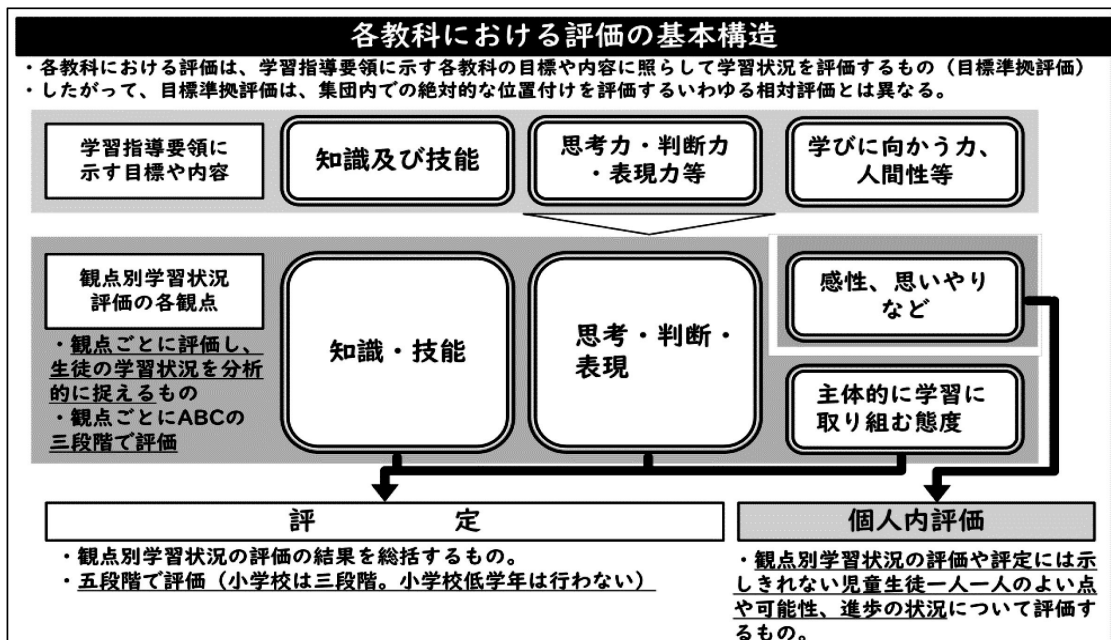 各教科における評価の基本構造
・各教科における評価は、学習指導要領に示す各教科の目標や内容に照らして学習状況を評価するもの（目標準拠評価）
・したがって、目標準拠評価は、集団内での絶対的な位置付けを評価するいわゆる相対評価とは異なる。
学習指導要領に
示す目標や内容
知識及び技能
思考力・判断力
・表現力等
学びに向かう力、
人間性等
観点別学習状況
評価の各観点
・観点ごとに評価し、
生徒の学習状況を分析
的に捉えるもの
・観点ごとにABCの
三段階で評価
知識・技能
思考・判断・
表現
感性、思いやり
など
主体的に学習に
取り組む態度
評 定
・観点別学習状況の評価の結果を総括するもの。
・五段階で評価（小学校は三段階。小学校低学年は行わない）
個人内評価
・観点別学習状況の評価や評定には示
しきれない児童生徒一人一人のよい点
や可能性、進歩の状況について評価す
るもの。